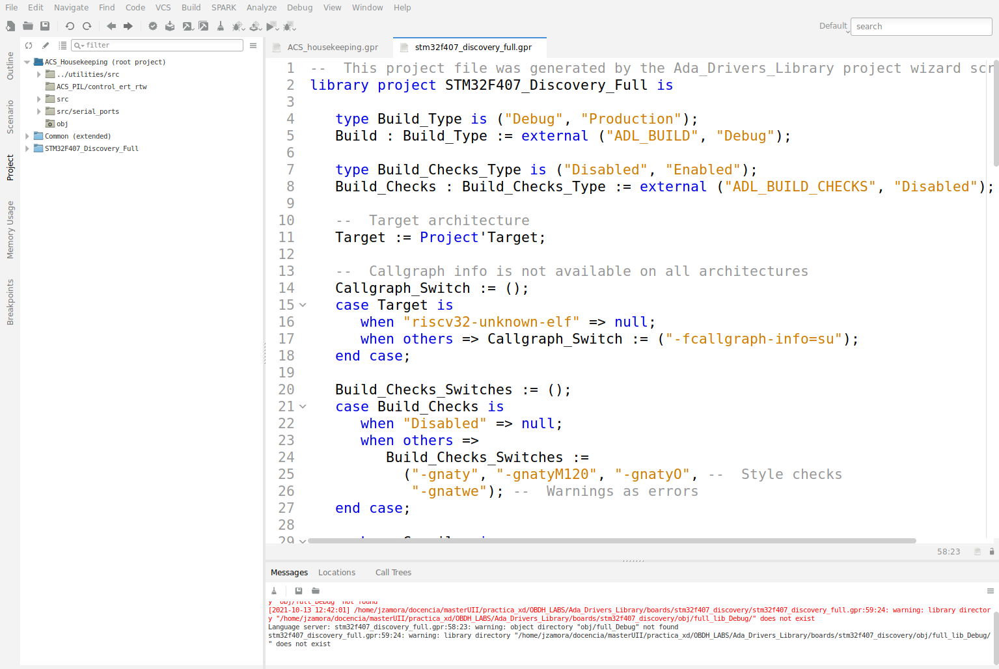 File Edit Navigate Find Code VCS Build SPARK Analyze Debug View Window Help
Default search
Outline
Scenario
Project
Memory Usage
Breakpoints
filter
ACS_Housekeeping (root project)
../utilities/src
ACS_PIL/control_ert_rtw
src
src/serial_ports
obj
Common (extended)
STM32F407_Discovery_Full
ACS_housekeeping.gpr stm32f407_discovery_full.gpr
1 --  This project file was generated by the Ada_Drivers_Library project wizard scr
2 library project STM32F407_Discovery_Full is
3
4    type Build_Type is ("Debug", "Production");
5    Build : Build_Type := external ("ADL_BUILD", "Debug");
6
7    type Build_Checks_Type is ("Disabled", "Enabled");
8    Build_Checks : Build_Checks_Type := external ("ADL_BUILD_CHECKS", "Disabled");
9
10    --  Target architecture
11    Target := Project'Target;
12
13    --  Callgraph info is not available on all architectures
14    Callgraph_Switch := ();
15    case Target is
16       when "riscv32-unknown-elf" => null;
17       when others => Callgraph_Switch := ("-fcallgraph-info=su");
18    end case;
19
20    Build_Checks_Switches := ();
21    case Build_Checks is
22       when "Disabled" => null;
23       when others =>
24          Build_Checks_Switches :=
25            ("-gnaty", "-gnatyM120", "-gnatyO", --  Style checks
26             "-gnatwe"); --  Warnings as errors
27    end case;
28
29
58:23
Messages Locations Call Trees
y "obj/full_Debug" not found
[2021-10-13 12:42:01] /home/jzamora/docencia/masterUII/practica_xd/OBDH_LABS/Ada_Drivers_Library/boards/stm32f407_discovery/stm32f407_discovery_full.gpr:59:24: warning: library director
y "/home/jzamora/docencia/masterUII/practica_xd/OBDH_LABS/Ada_Drivers_Library/boards/stm32f407_discovery/obj/full_lib_Debug/" does not exist
Language server: stm32f407_discovery_full.gpr:58:23: warning: object directory "obj/full_Debug" not found
stm32f407_discovery_full.gpr:59:24: warning: library directory "/home/jzamora/docencia/masterUII/practica_xd/OBDH_LABS/Ada_Drivers_Library/boards/stm32f407_discovery/obj/full_lib_Debug/
" does not exist